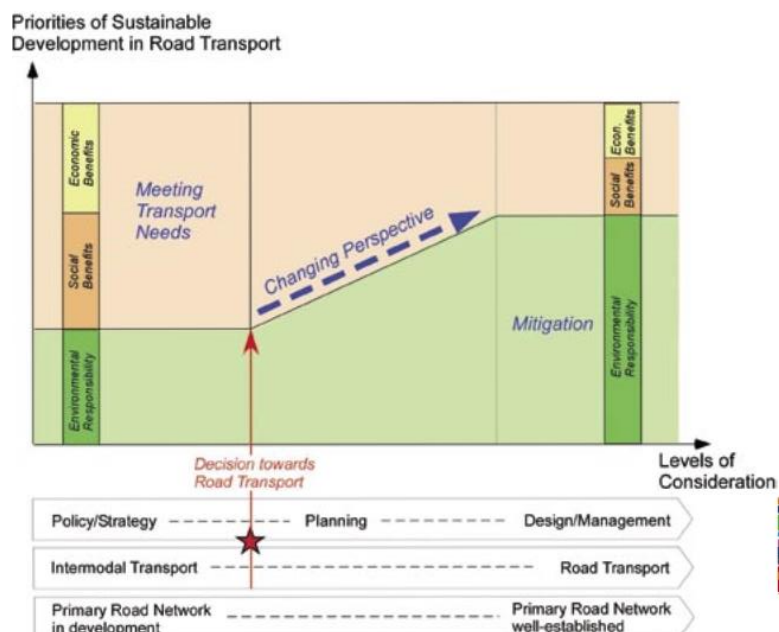 Priorities of Sustainable
Development in Road Transport
Economic
Benefits
Social
Benefits
Environmental
Responsibility
Meeting
Transport
Needs
Changing Perspective
Mitigation
Econ.
Benefits
Social
Benefits
Environmental
Responsibility
Decision towards
Road Transport
Levels of
Consideration
Policy/Strategy
Planning
Design/Management
Intermodal Transport
Road Transport
Primary Road Network
in development
Primary Road Network
well-established